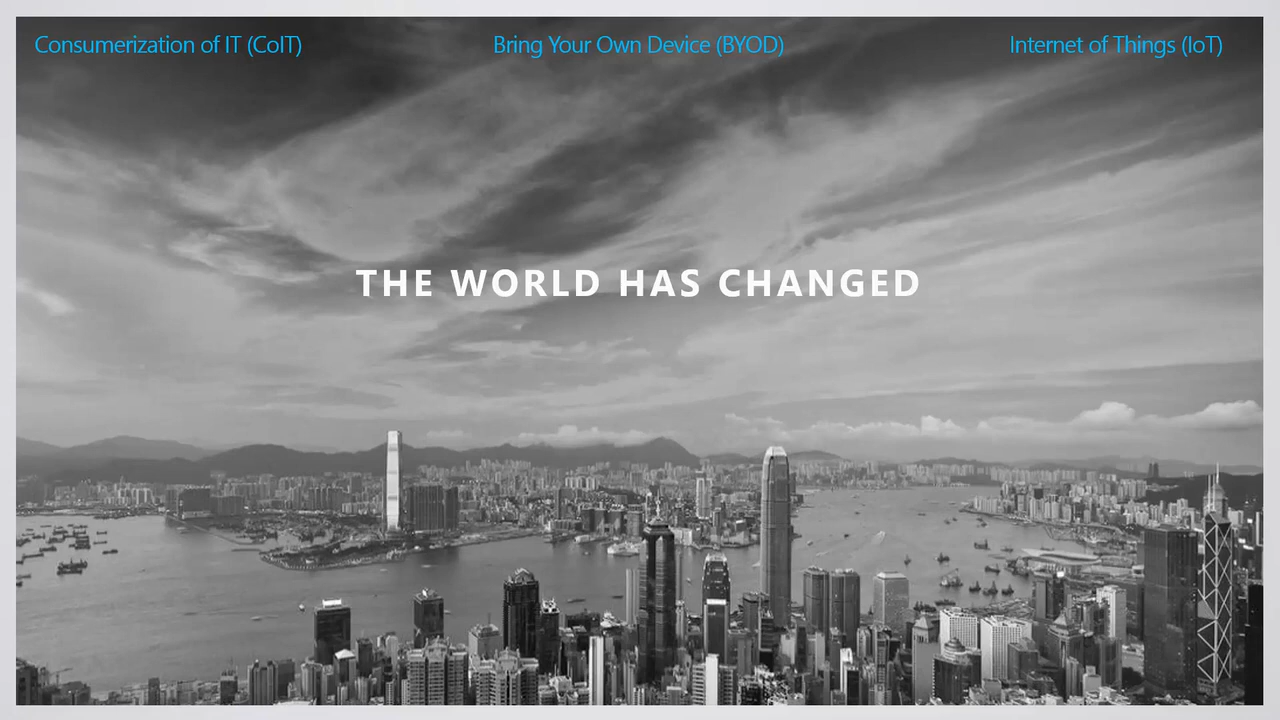 Consumerization of IT (CoIT)
Bring Your Own Device (BYOD)
Internet of Things (IoT)
THE WORLD HAS CHANGED